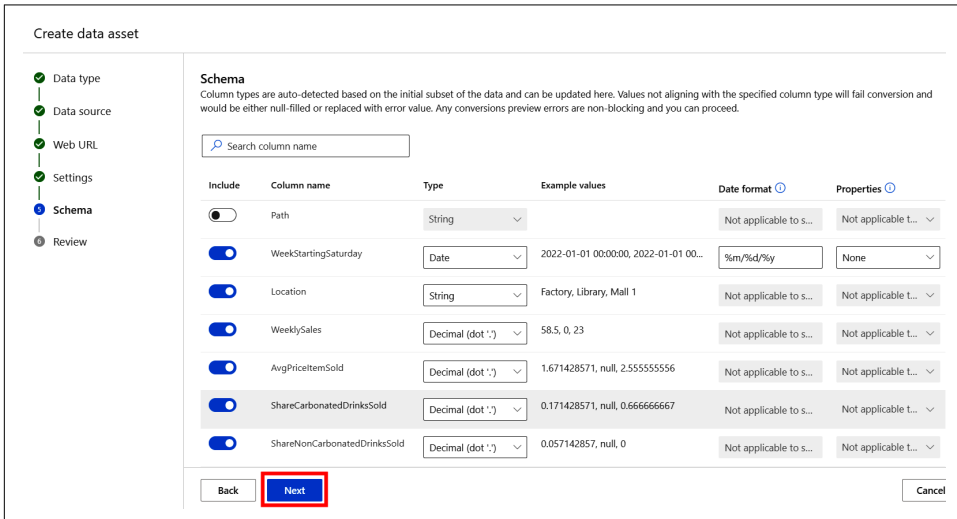 Create data asset
Data type
Data source
Web URL
Settings
5 Schema
6 Review
Schema
Column types are auto-detected based on the initial subset of the data and can be updated here. Values not aligning with the specified column type will fail conversion and
would be either null-filled or replaced with error value. Any conversions preview errors are non-blocking and you can proceed.
Search column name
Include Column name Type Example values Date format Properties
Path String Not applicable to s... Not applicable t...
WeekStartingSaturday Date 2022-01-01 00:00:00, 2022-01-01 00... %m/%d/%y None
Location String Factory, Library, Mall 1 Not applicable to s... Not applicable t...
WeeklySales Decimal (dot '.') 58.5, 0, 23 Not applicable to s... Not applicable t...
AvgPriceItemSold Decimal (dot '.') 1.671428571, null, 2.555555556 Not applicable to s... Not applicable t...
ShareCarbonatedDrinksSold Decimal (dot '.') 0.171428571, null, 0.666666667 Not applicable to s... Not applicable t...
ShareNonCarbonatedDrinksSold Decimal (dot '.') 0.057142857, null, 0 Not applicable to s... Not applicable t...
Back Next Cancel